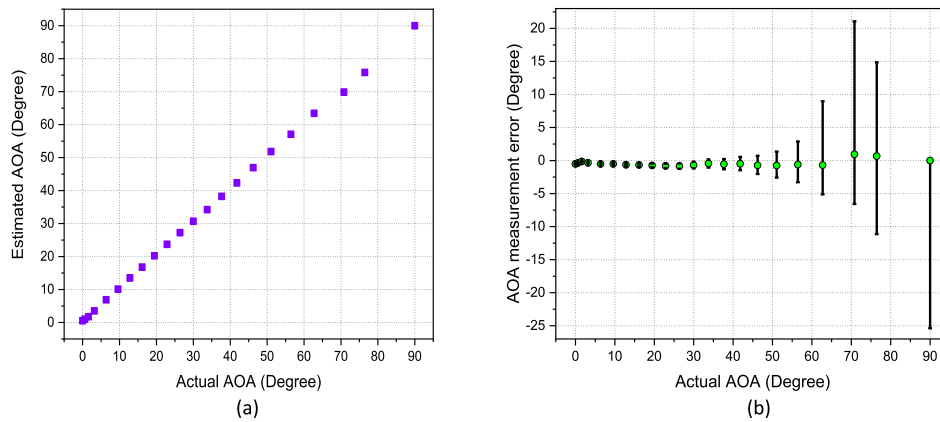 90
80
70
60
50
40
30
20
10
0
Estimated AOA (Degree)
0 10 20 30 40 50 60 70 80 90
Actual AOA (Degree)
(a)
20
15
10
5
0
-5
-10
-15
-20
-25
AOA measurement error (Degree)
0 10 20 30 40 50 60 70 80 90
Actual AOA (Degree)
(b)